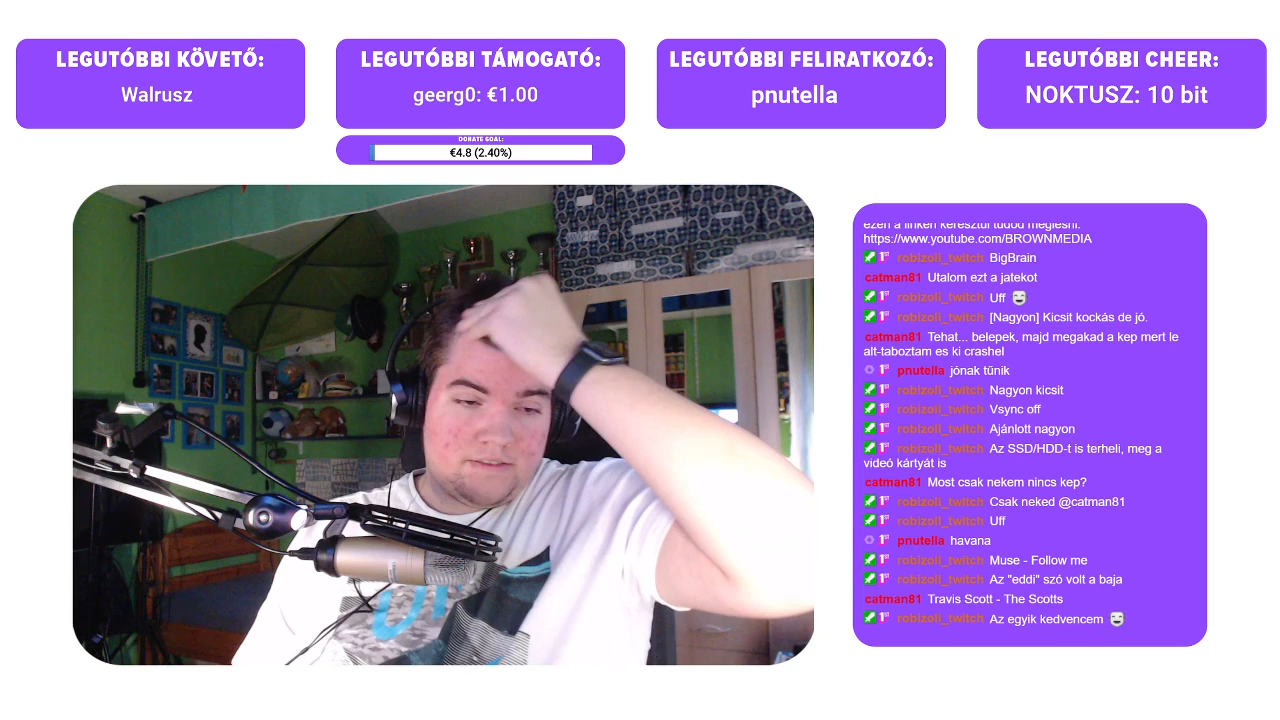 LEGUTÓBBI KÖVETŐ:
Walrusz
LEGUTÓBBI TÁMOGATÓ:
geerg0: €1.00
DONATE GOAL:
€4.8 (2.40%)
LEGUTÓBBI FELIRATKOZÓ:
pnutella
LEGUTÓBBI CHEER:
NOKTUSZ: 10 bit
ezen a linken keresztül tudod meglesni:
https://www.youtube.com/BROWNMEDIA
robizoli_twitch BigBrain
catman81 Utalom ezt a jatekot
robizoli_twitch Uff
robizoli_twitch [Nagyon] Kicsit kockás de jó.
catman81 Tehat... belepek, majd megakad a kep mert le
alt-taboztam es ki crashel
pnutella jónak tűnik
robizoli_twitch Nagyon kicsit
robizoli_twitch Vsync off
robizoli_twitch Ajánlott nagyon
robizoli_twitch Az SSD/HDD-t is terheli, meg a
videó kártyát is
catman81 Most csak nekem nincs kep?
robizoli_twitch Csak neked @catman81
robizoli_twitch Uff
pnutella havana
robizoli_twitch Muse - Follow me
robizoli_twitch Az "eddi" szó volt a baja
catman81 Travis Scott - The Scotts
robizoli_twitch Az egyik kedvencem